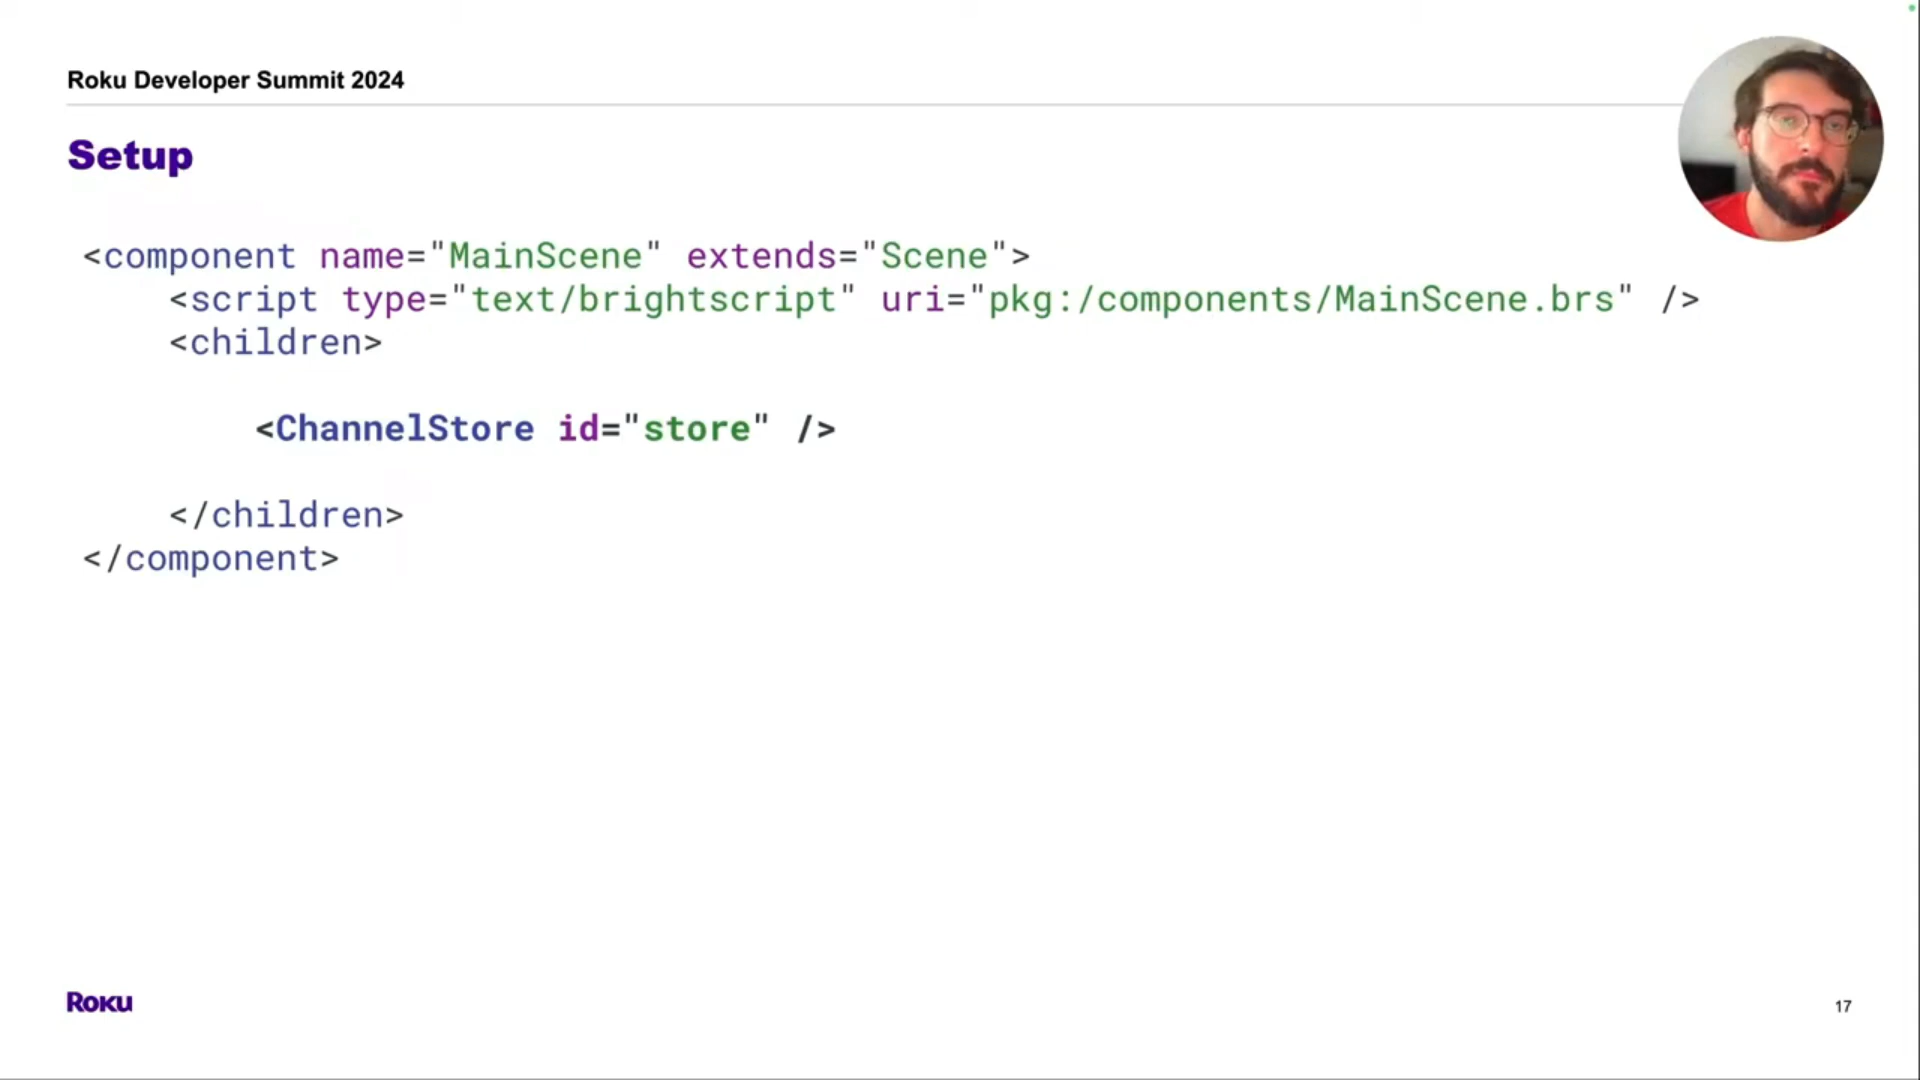 Roku Developer Summit 2024
Setup
<component name="MainScene" extends="Scene">
<script type="text/brightscript" uri="pkg:/components/MainScene.brs" />
<children>
<ChannelStore id="store" />
</children>
</component>
Roku
17